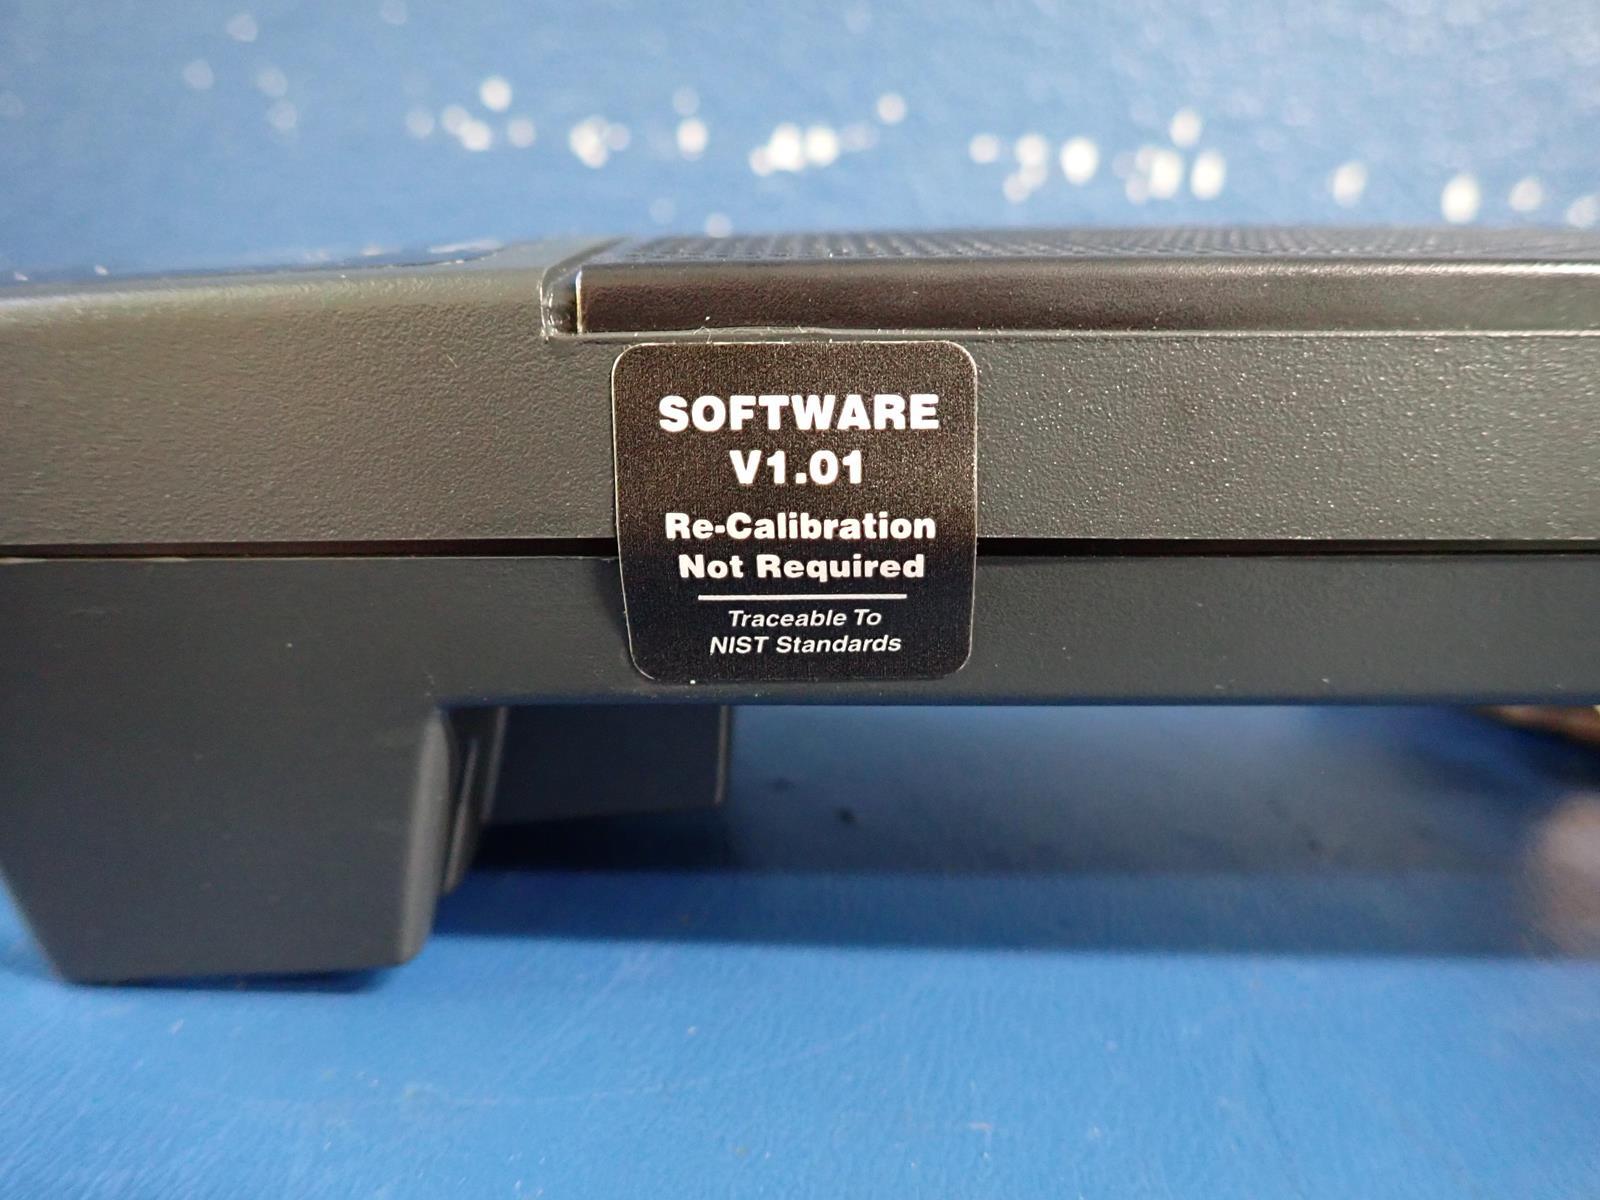 SOFTWARE
V1.01
Re-Calibration
Not Required
Traceable To
NIST Standards